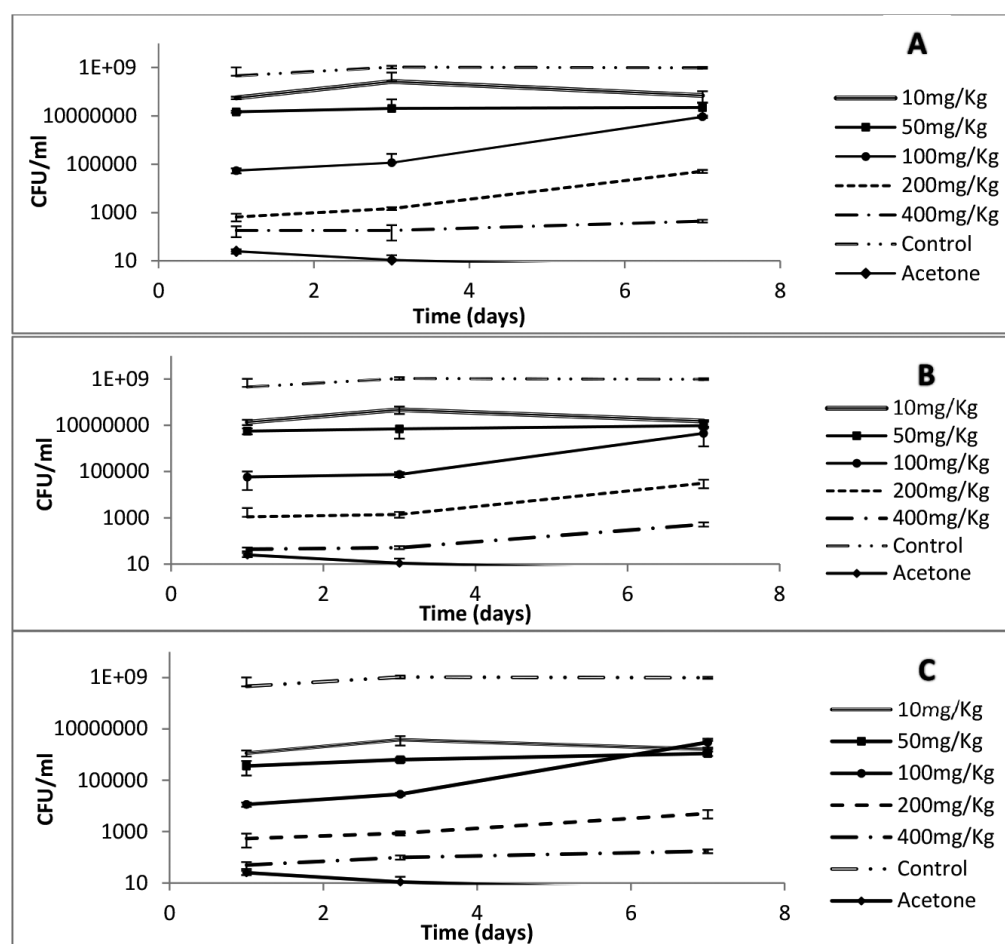 A
1E+09
10000000
100000
1000
10
CFU/ml
0 2 4 6 8
Time (days)
10mg/Kg
50mg/Kg
100mg/Kg
200mg/Kg
400mg/Kg
Control
Acetone
B
1E+09
10000000
100000
1000
10
CFU/ml
0 2 4 6 8
Time (days)
10mg/Kg
50mg/Kg
100mg/Kg
200mg/Kg
400mg/Kg
Control
Acetone
C
1E+09
10000000
100000
1000
10
CFU/ml
0 2 4 6 8
Time (days)
10mg/Kg
50mg/Kg
100mg/Kg
200mg/Kg
400mg/Kg
Control
Acetone